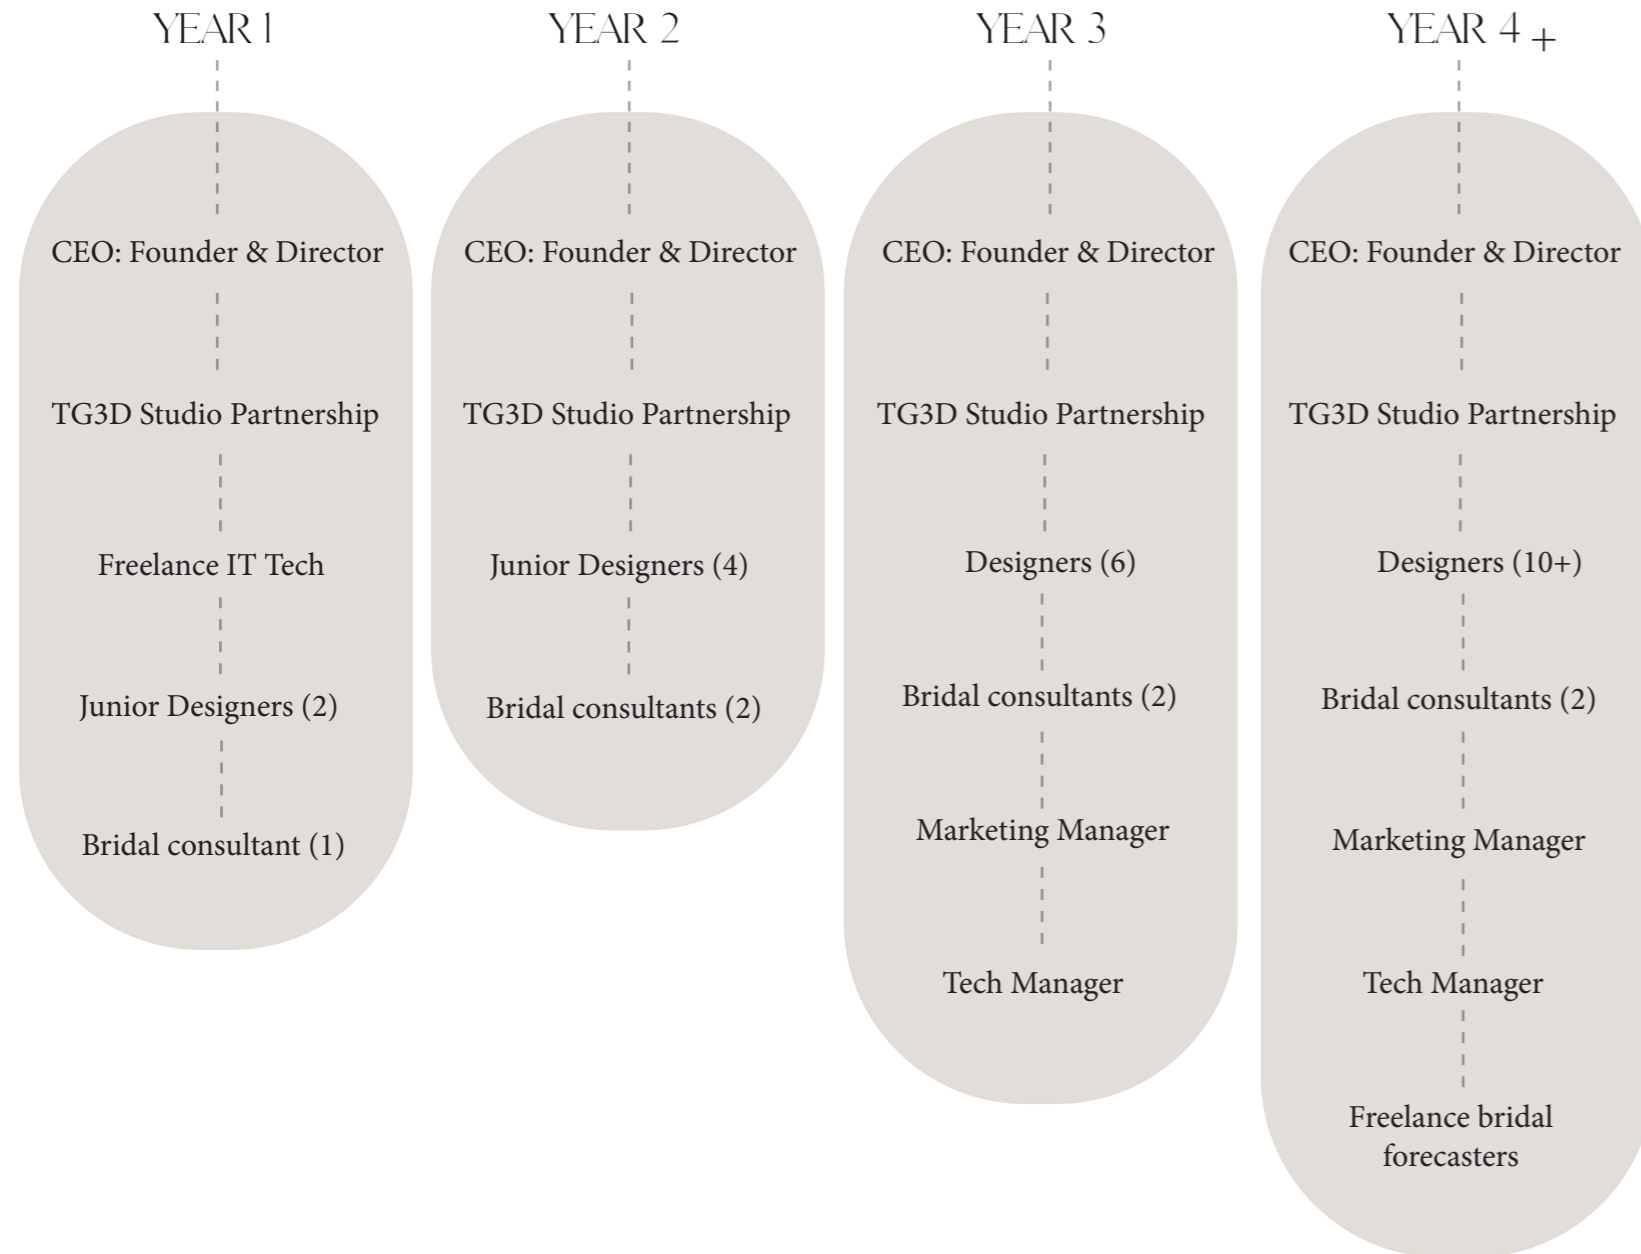 YEAR 1
CEO: Founder & Director
TG3D Studio Partnership
Freelance IT Tech
Junior Designers (2)
Bridal consultant (1)
YEAR 2
CEO: Founder & Director
TG3D Studio Partnership
Junior Designers (4)
Bridal consultants (2)
YEAR 3
CEO: Founder & Director
TG3D Studio Partnership
Designers (6)
Bridal consultants (2)
Marketing Manager
Tech Manager
YEAR 4 +
CEO: Founder & Director
TG3D Studio Partnership
Designers (10+)
Bridal consultants (2)
Marketing Manager
Tech Manager
Freelance bridal
forecasters